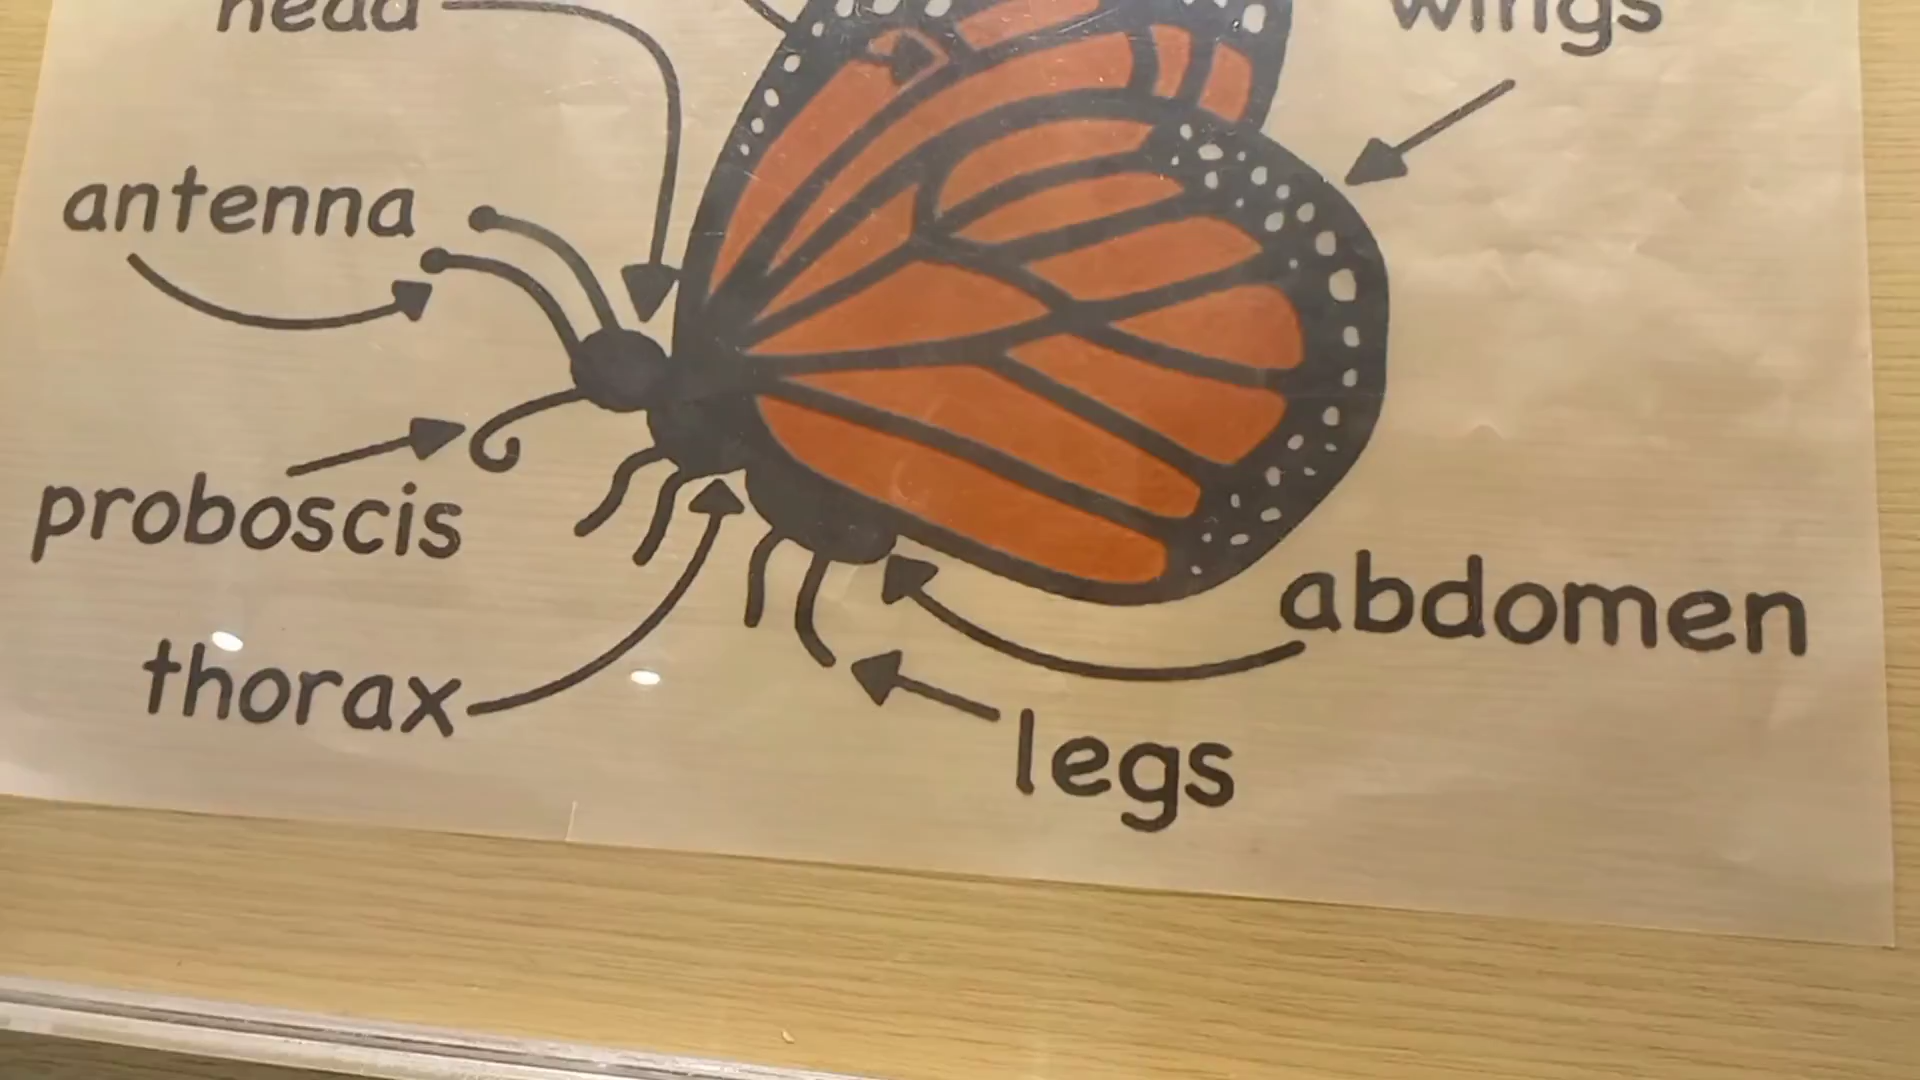 head
wings
antenna
proboscis
thorax
abdomen
legs